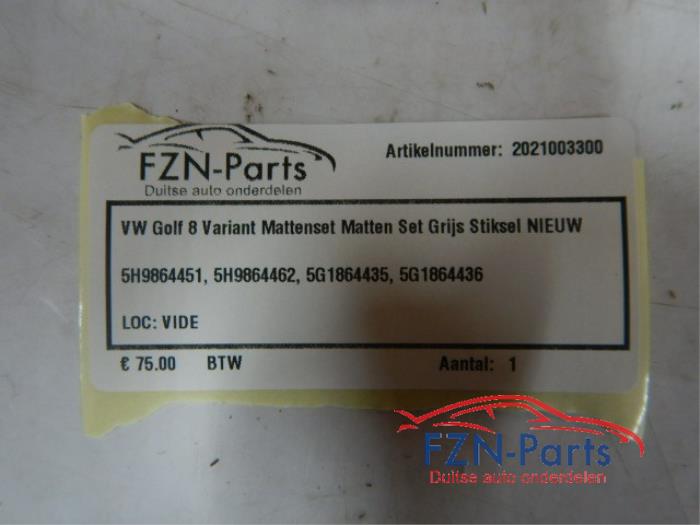 FZN-Parts
Duitse auto onderdelen
Artikelnummer: 2021003300
VW Golf 8 Variant Mattenset Matten Set Grijs Stiksel NIEUW
5H9864451, 5H9864462, 5G1864435, 5G1864436
LOC: VIDE
€ 75.00 BTW Aantal: 1
FZN-Parts
Duitse auto onderdelen